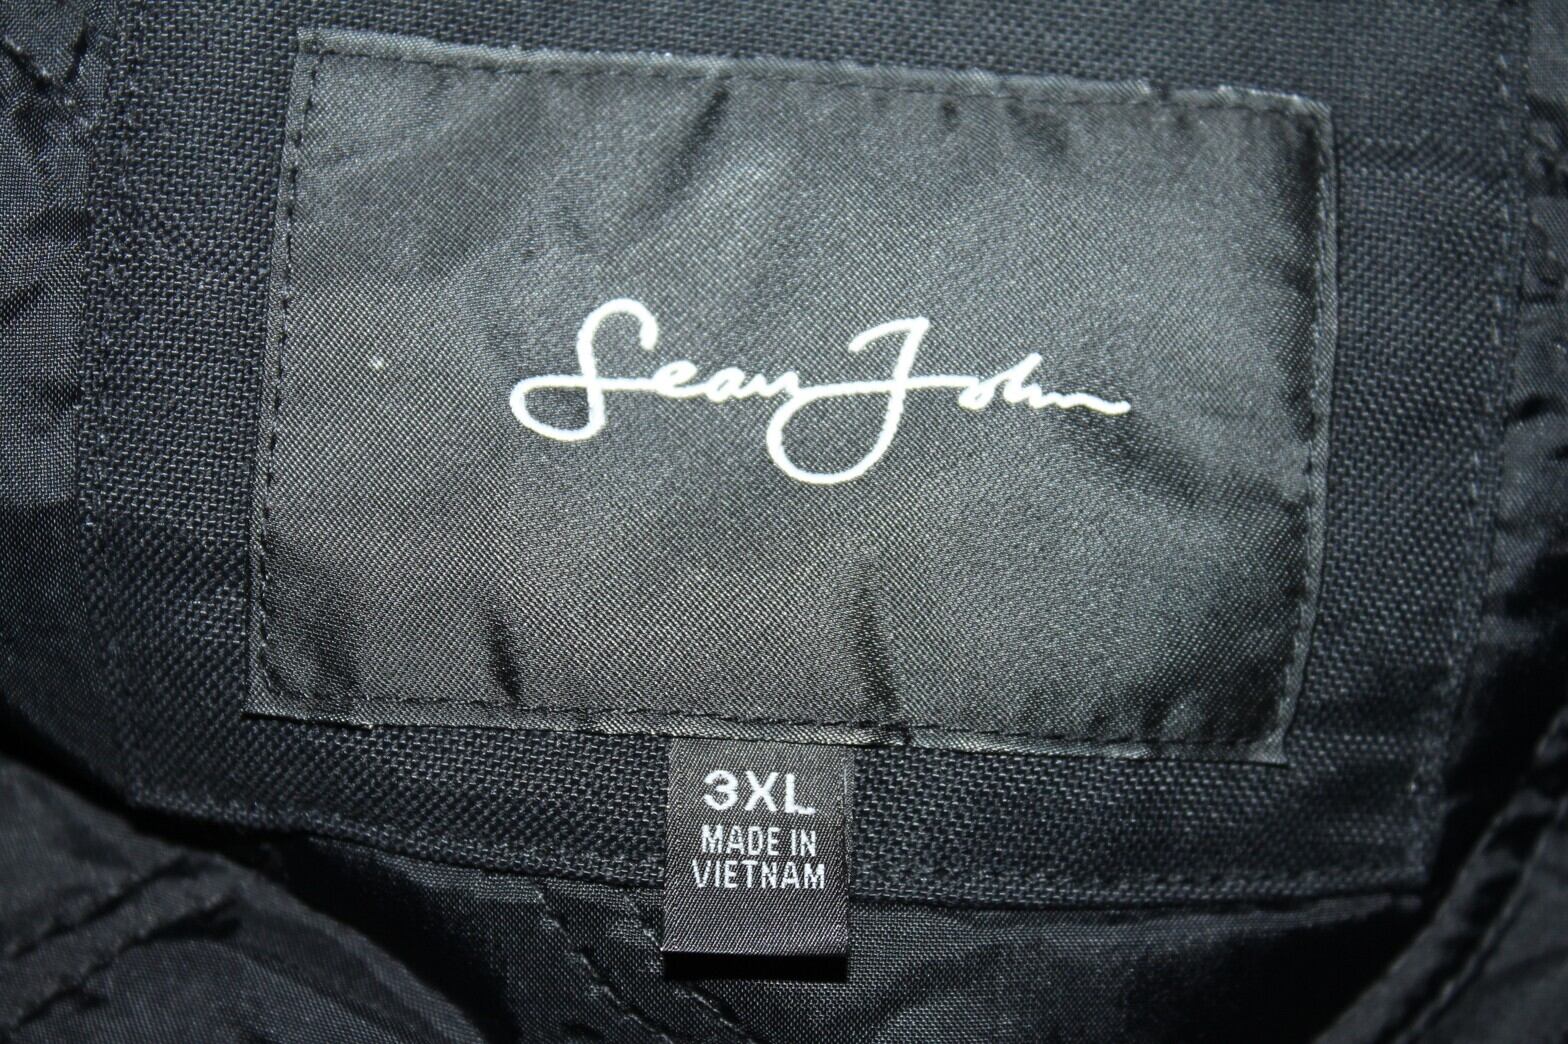 Sean John
3XL
MADE IN
VIETNAM